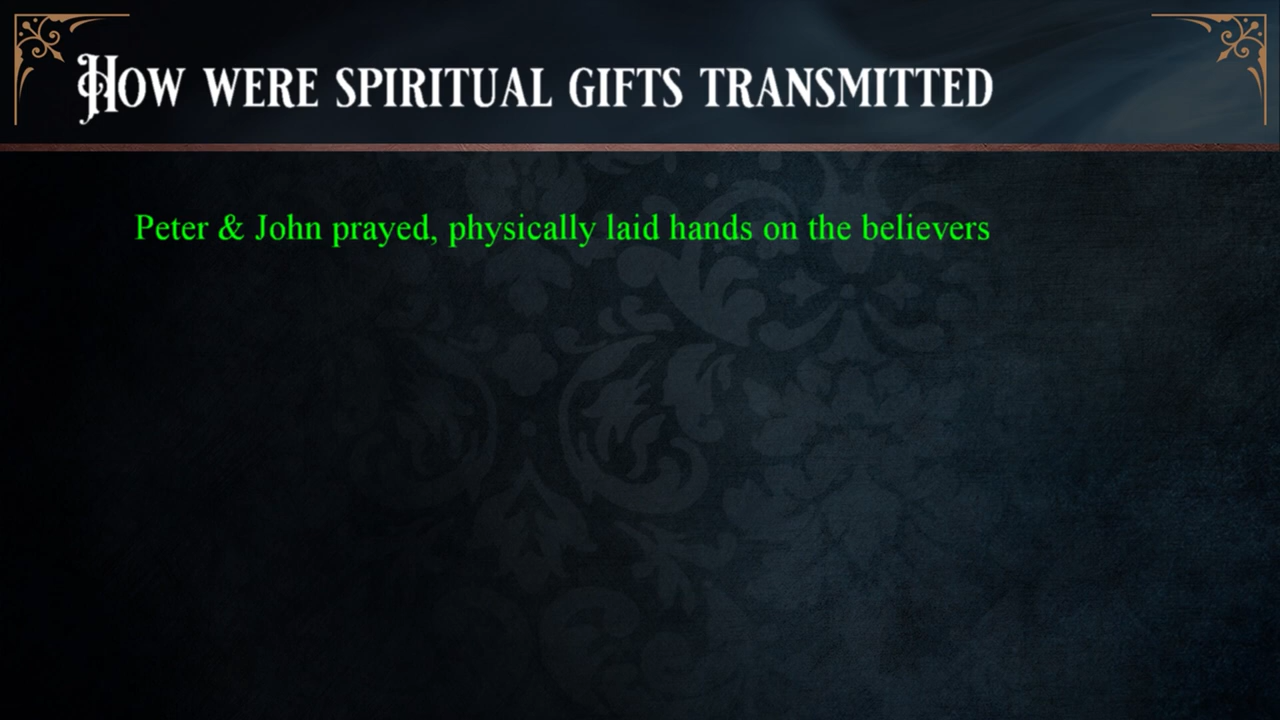 How were spiritual gifts transmitted
Peter & John prayed, physically laid hands on the believers